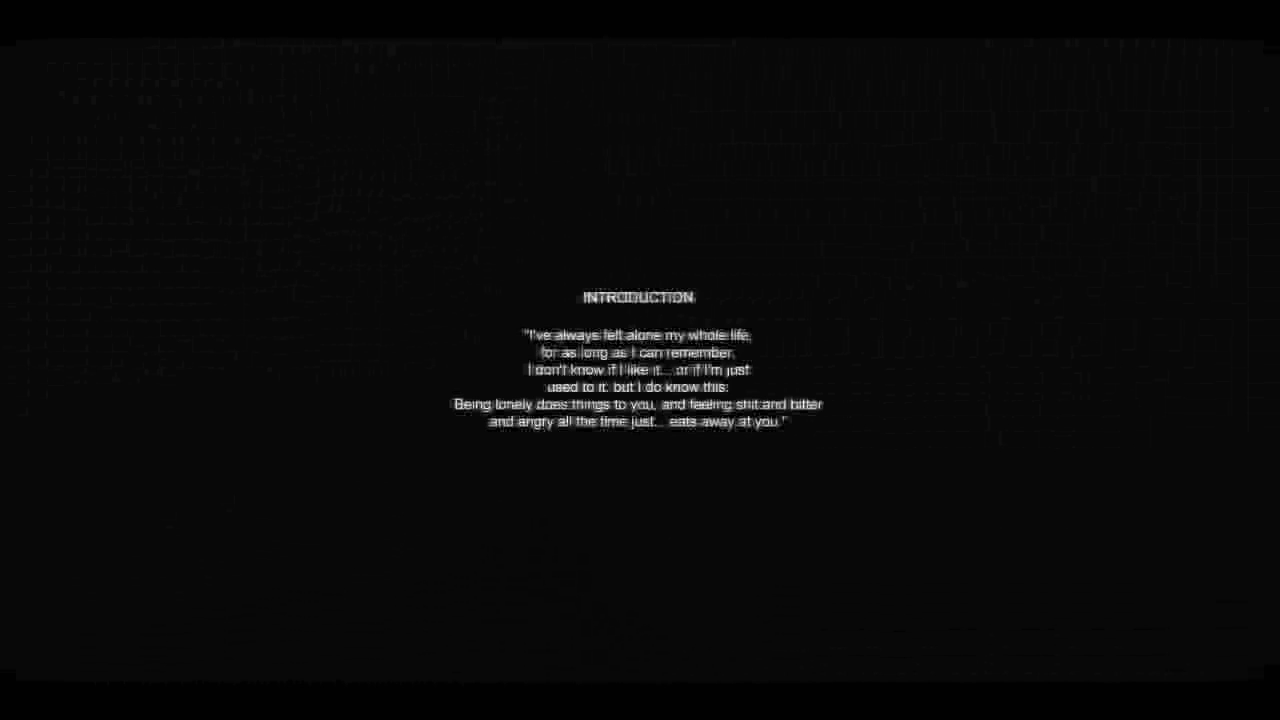 INTRODUCTION
"I've always felt alone my whole life,
for as long as I can remember,
I don't know if I like it... or if I'm just
used to it. but I do know this:
Being lonely does things to you, and feeling shit and bitter
and angry all the time just... eats away at you."